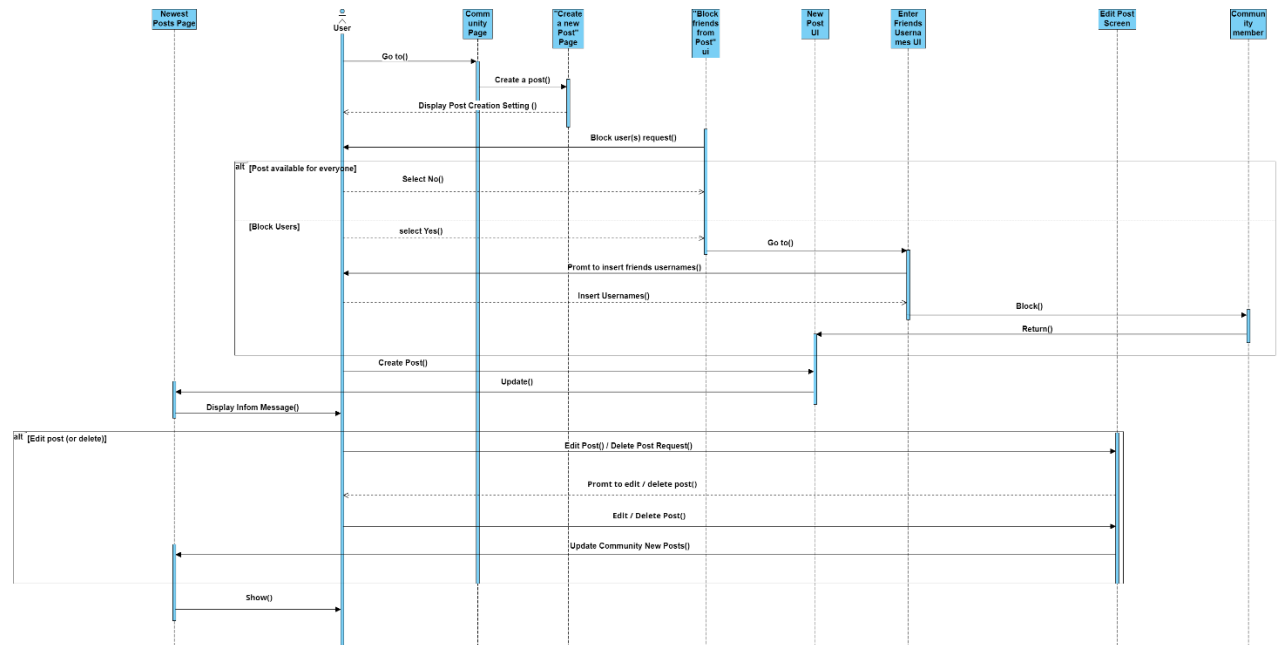 Newest
Posts Page
User
Comm
unity
Page
"Create
a new
Post"
Page
"Block
friends
from
Post"
ui
New
Post
UI
Enter
Friends
Userna
mes UI
Edit Post
Screen
Commun
ity
member
Go to()
Create a post()
Display Post Creation Setting ()
Block user(s) request()
alt
[Post available for everyone]
Select No()
[Block Users]
select Yes()
Go to()
Promt to insert friends usernames()
Insert Usernames()
Block()
Return()
Create Post()
Update()
Display Infom Message()
alt
[Edit post (or delete)]
Edit Post() / Delete Post Request()
Promt to edit / delete post()
Edit / Delete Post()
Update Community New Posts()
Show()